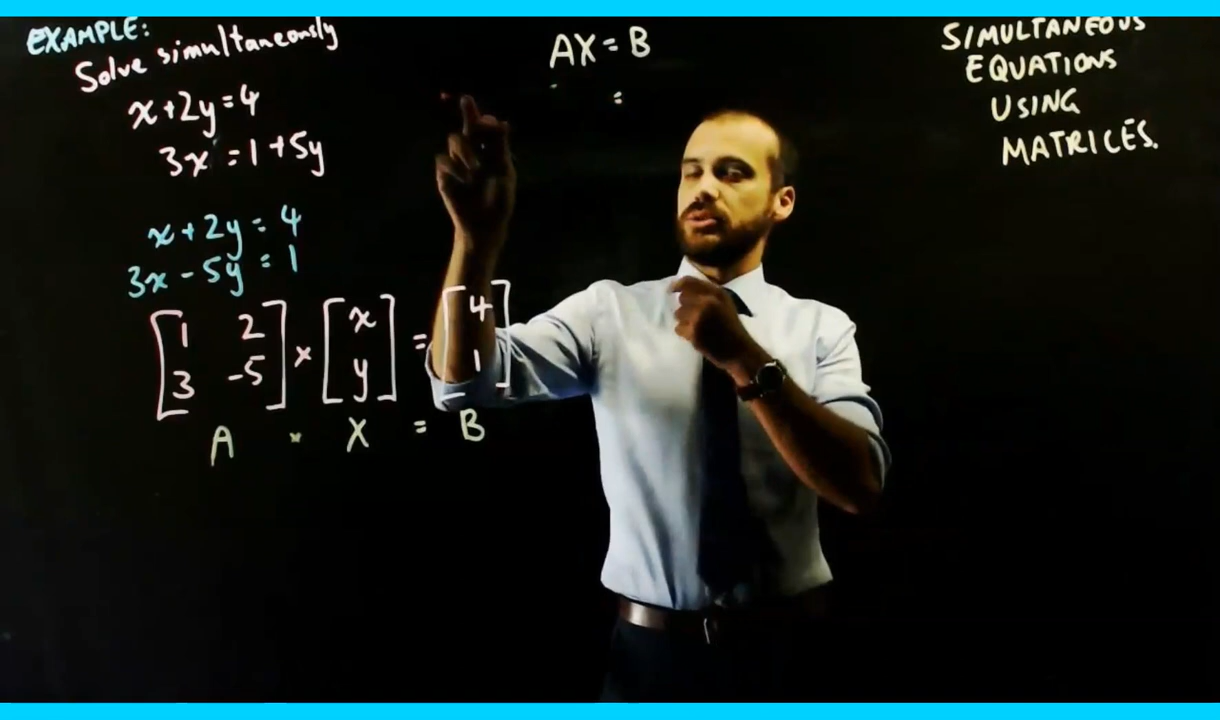 EXAMPLE:
Solve simultaneously
x+2y=4
3x=1+5y
x+2y=4
3x-5y=1
[1 2] × [x] = [4]
[3 -5] [y] [1]
A × X = B
AX=B
=
SIMULTANEOUS
EQUATIONS
USING
MATRICES.